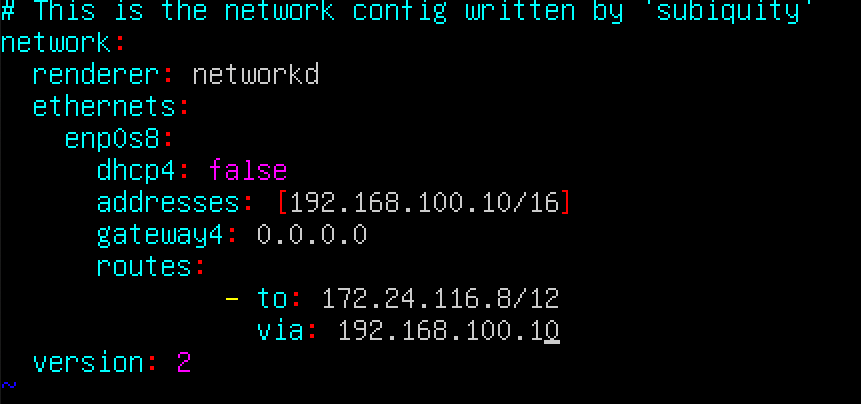 # This is the network config written by 'subiquity'
network:
  renderer: networkd
  ethernets:
    enp0s8:
      dhcp4: false
      addresses: [192.168.100.10/16]
      gateway4: 0.0.0.0
      routes:
              - to: 172.24.116.8/12
                via: 192.168.100.10
  version: 2
~